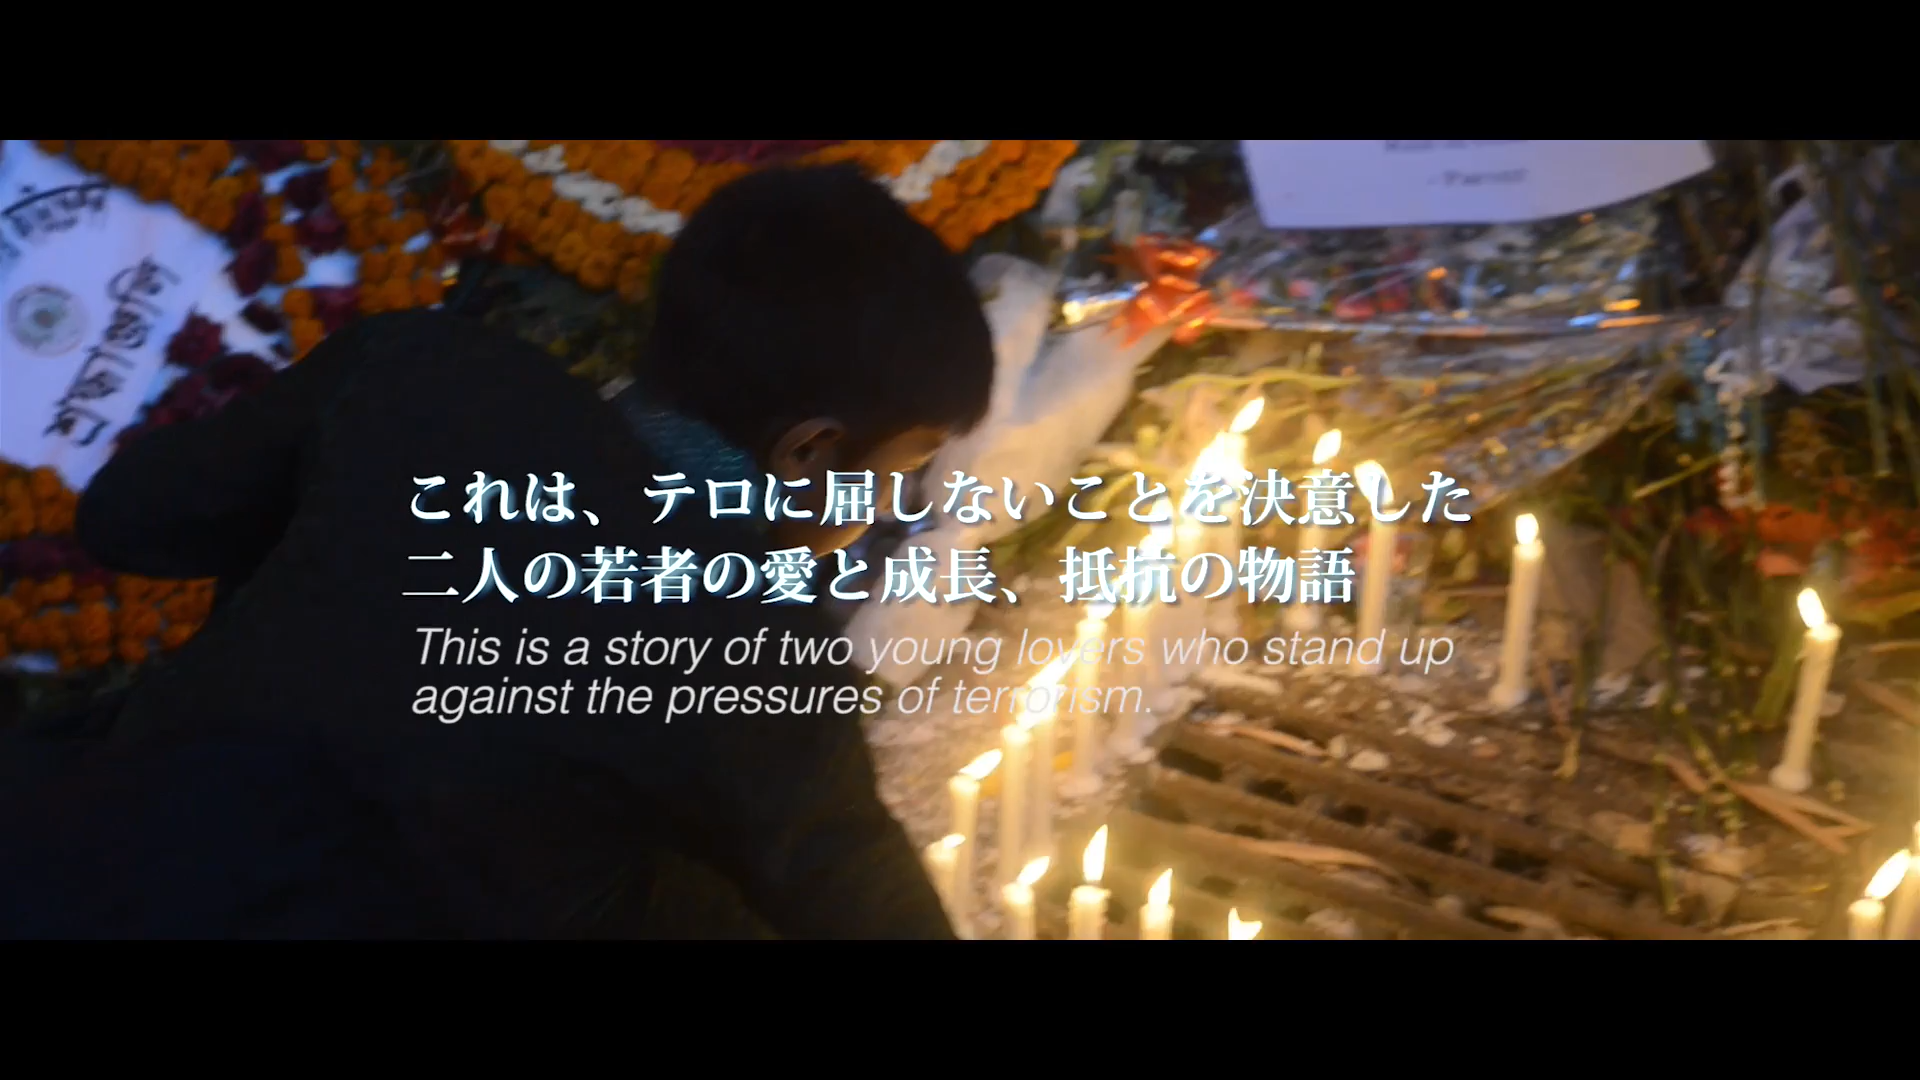 これは、テロに屈しないことを決意した
二人の若者の愛と成長、抵抗の物語
This is a story of two young lovers who stand up
against the pressures of terrorism.